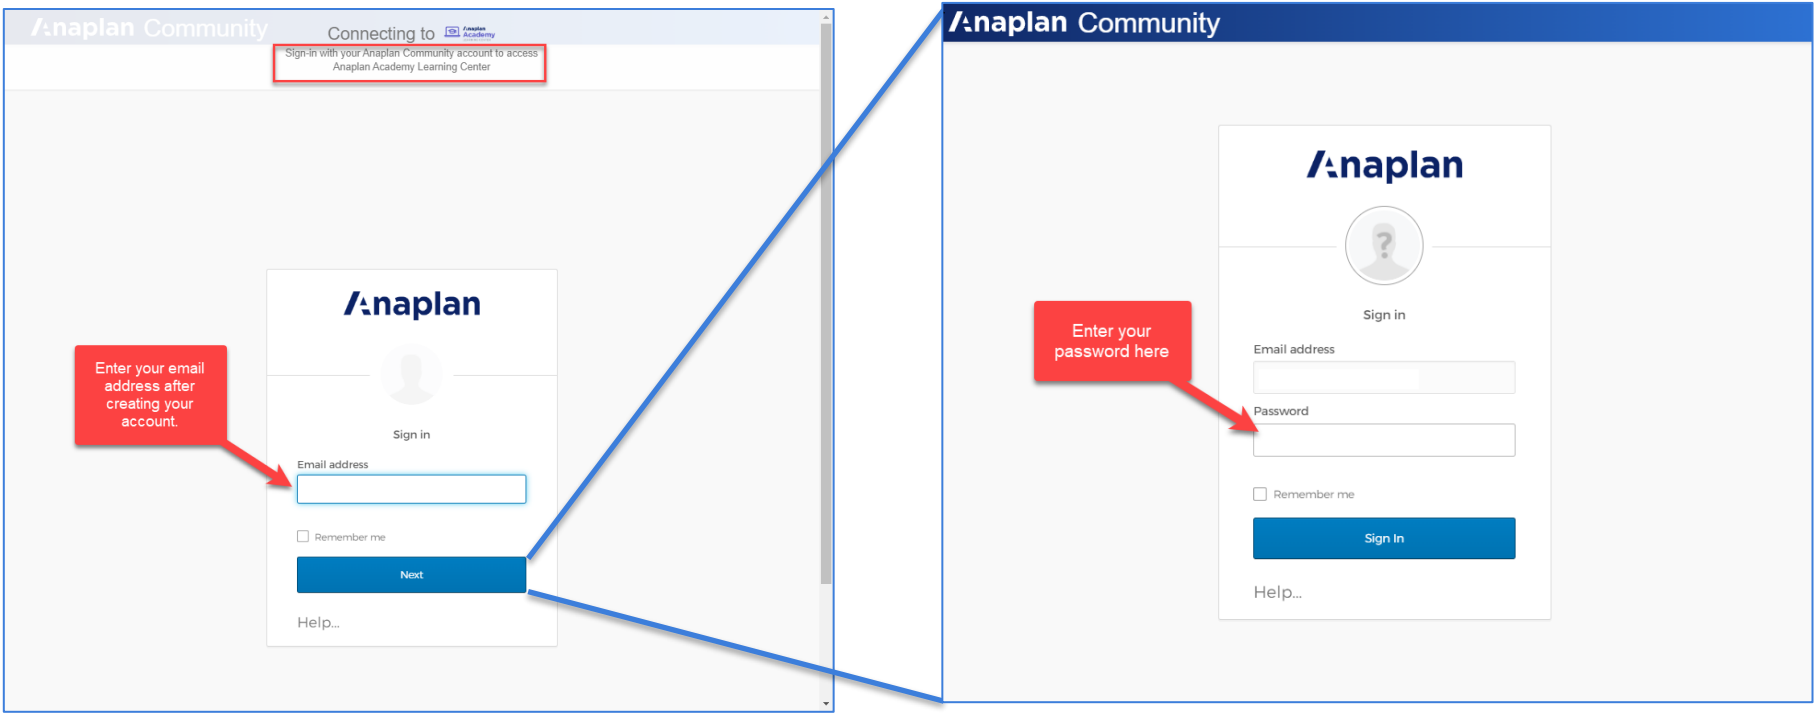 Anaplan Community
Connecting to Anaplan Academy
Sign-in with your Anaplan Community account to access
Anaplan Academy Learning Center
Anaplan
Enter your email
address after
creating your
account.
Sign in
Email address
Remember me
Next
Help...
Anaplan Community
Anaplan
?
Sign in
Enter your
password here
Email address
Password
Remember me
Sign In
Help...